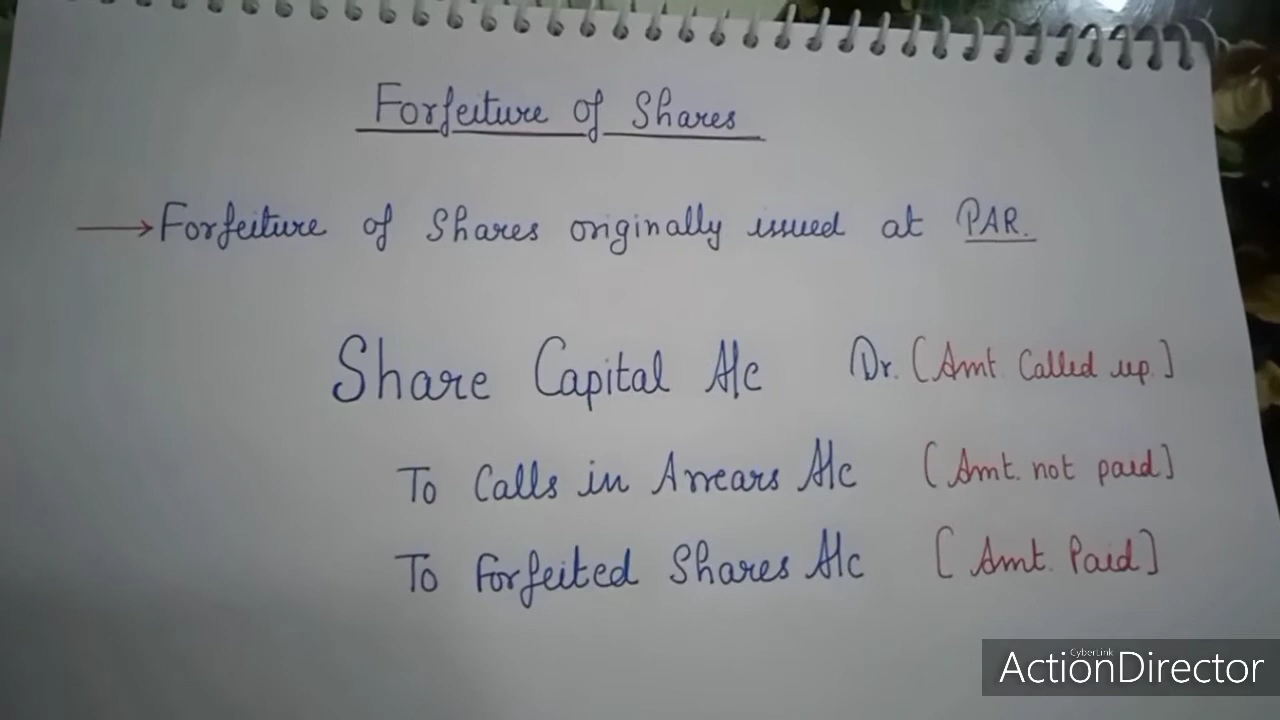 Forfeiture of Shares
Forfeiture of Shares originally issued at PAR.
Share Capital A/c Dr. [Amt. Called up.]
To Calls in Arrears A/c [Amt. not paid]
To Forfeited Shares A/c [Amt. Paid]
CyberLink
ActionDirector